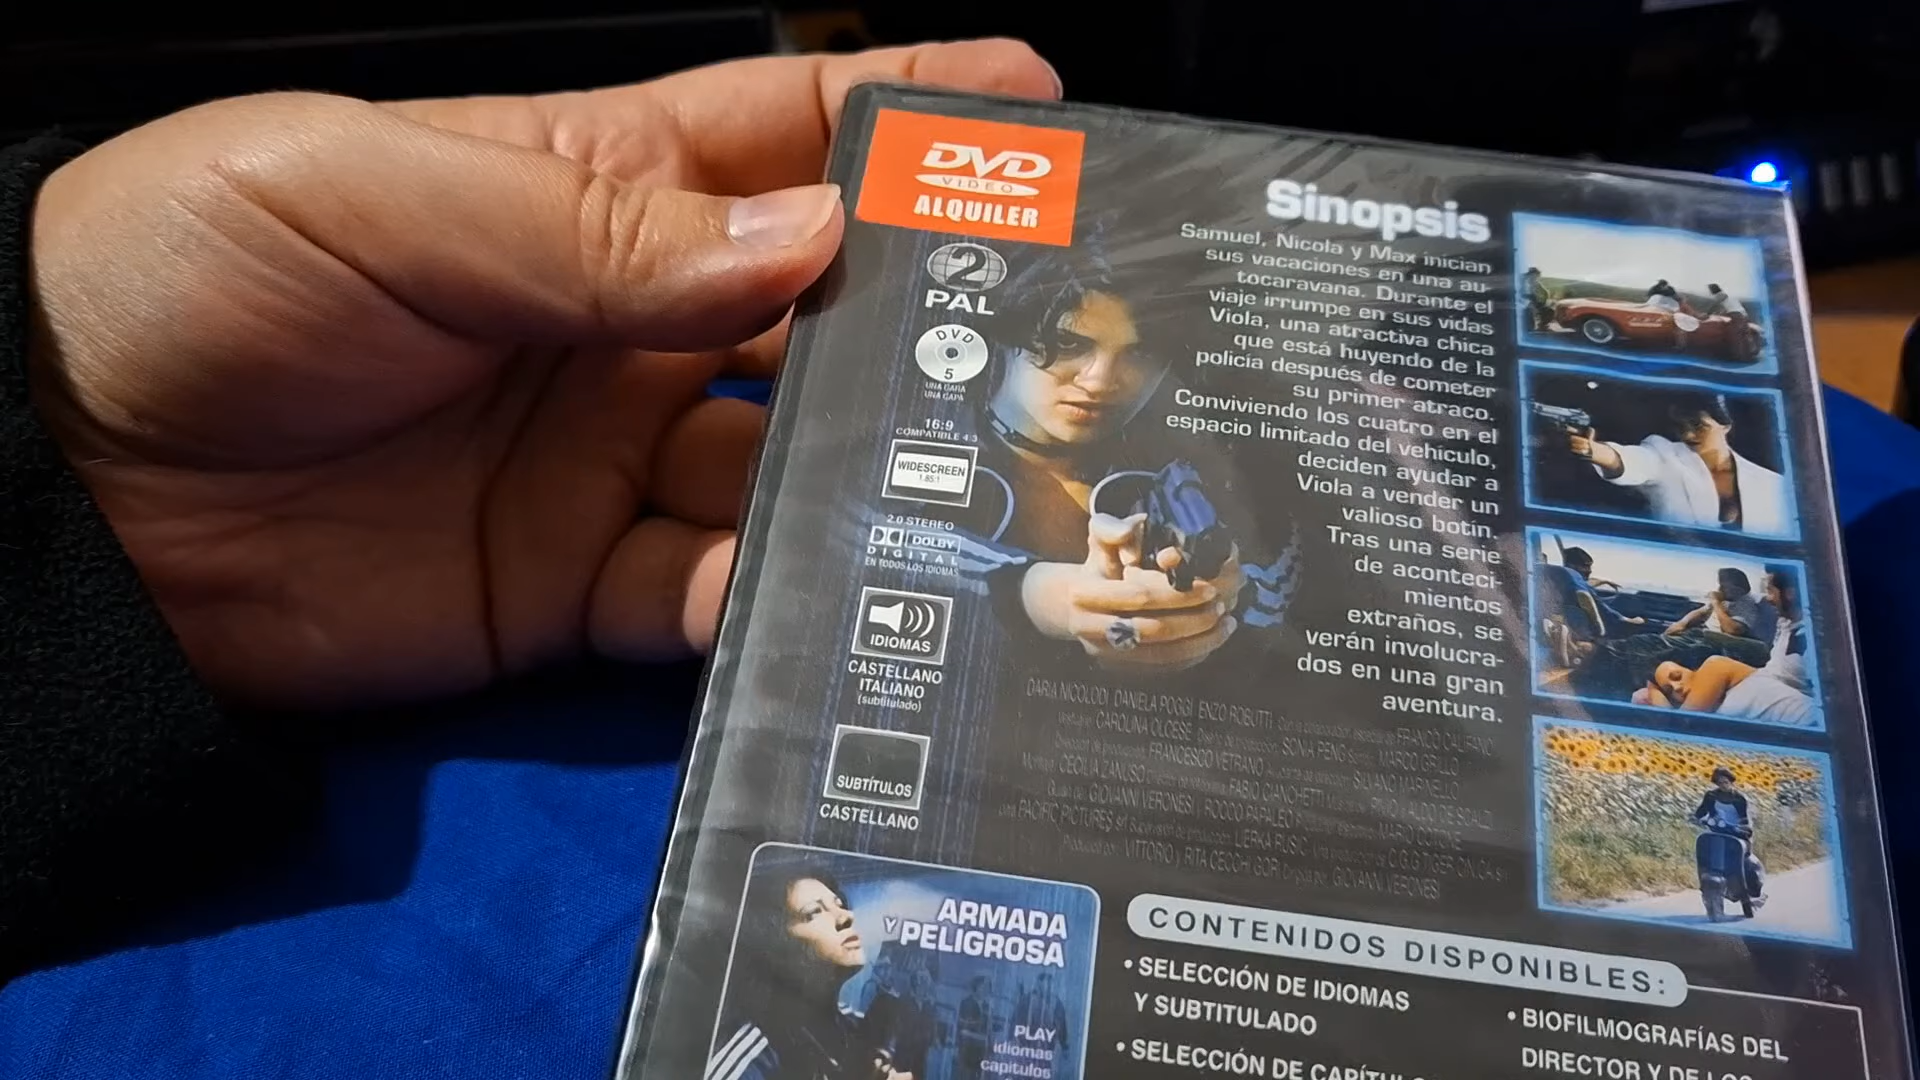 DVD
VIDEO
ALQUILER
2
PAL
DVD
5
UNA CARA
UNA CAPA
16:9
COMPATIBLE 4:3
WIDESCREEN
1.85:1
2.0 STEREO
DOLBY
DIGITAL
EN TODOS LOS IDIOMAS
IDIOMAS
CASTELLANO
ITALIANO
(subtitulado)
SUBTÍTULOS
CASTELLANO
Sinopsis
Samuel, Nicola y Max inician
sus vacaciones en una au-
tocaravana. Durante el
viaje irrumpe en sus vidas
Viola, una atractiva chica
que está huyendo de la
policía después de cometer
su primer atraco.
Conviviendo los cuatro en el
espacio limitado del vehículo,
deciden ayudar a
Viola a vender un
valioso botín.
Tras una serie
de aconteci-
mientos
extraños, se
verán involucra-
dos en una gran
aventura.
DARIA NICOLODI DANIELA POGGI ENZO ROBUTTI FRANCO CALIFANO
CAROLINA OLCESE SONIA PENG MARCO GRILLO
FRANCESCO VETRANO SILVANO MARINELLO
CECILIA ZANUSO FABIO CIANCHETTI
GIOVANNI VERONESI ROCCO PAPALEO MARIO COTONE
PACIFIC PICTURES
VITTORIO y RITA CECCHI GORI GIOVANNI VERONESI
ARMADA
Y PELIGROSA
PLAY
idiomas
capitulos
CONTENIDOS DISPONIBLES:
• SELECCIÓN DE IDIOMAS
Y SUBTITULADO
• SELECCIÓN DE
• BIOFILMOGRAFÍAS DEL
DIRECTOR Y DE LOS